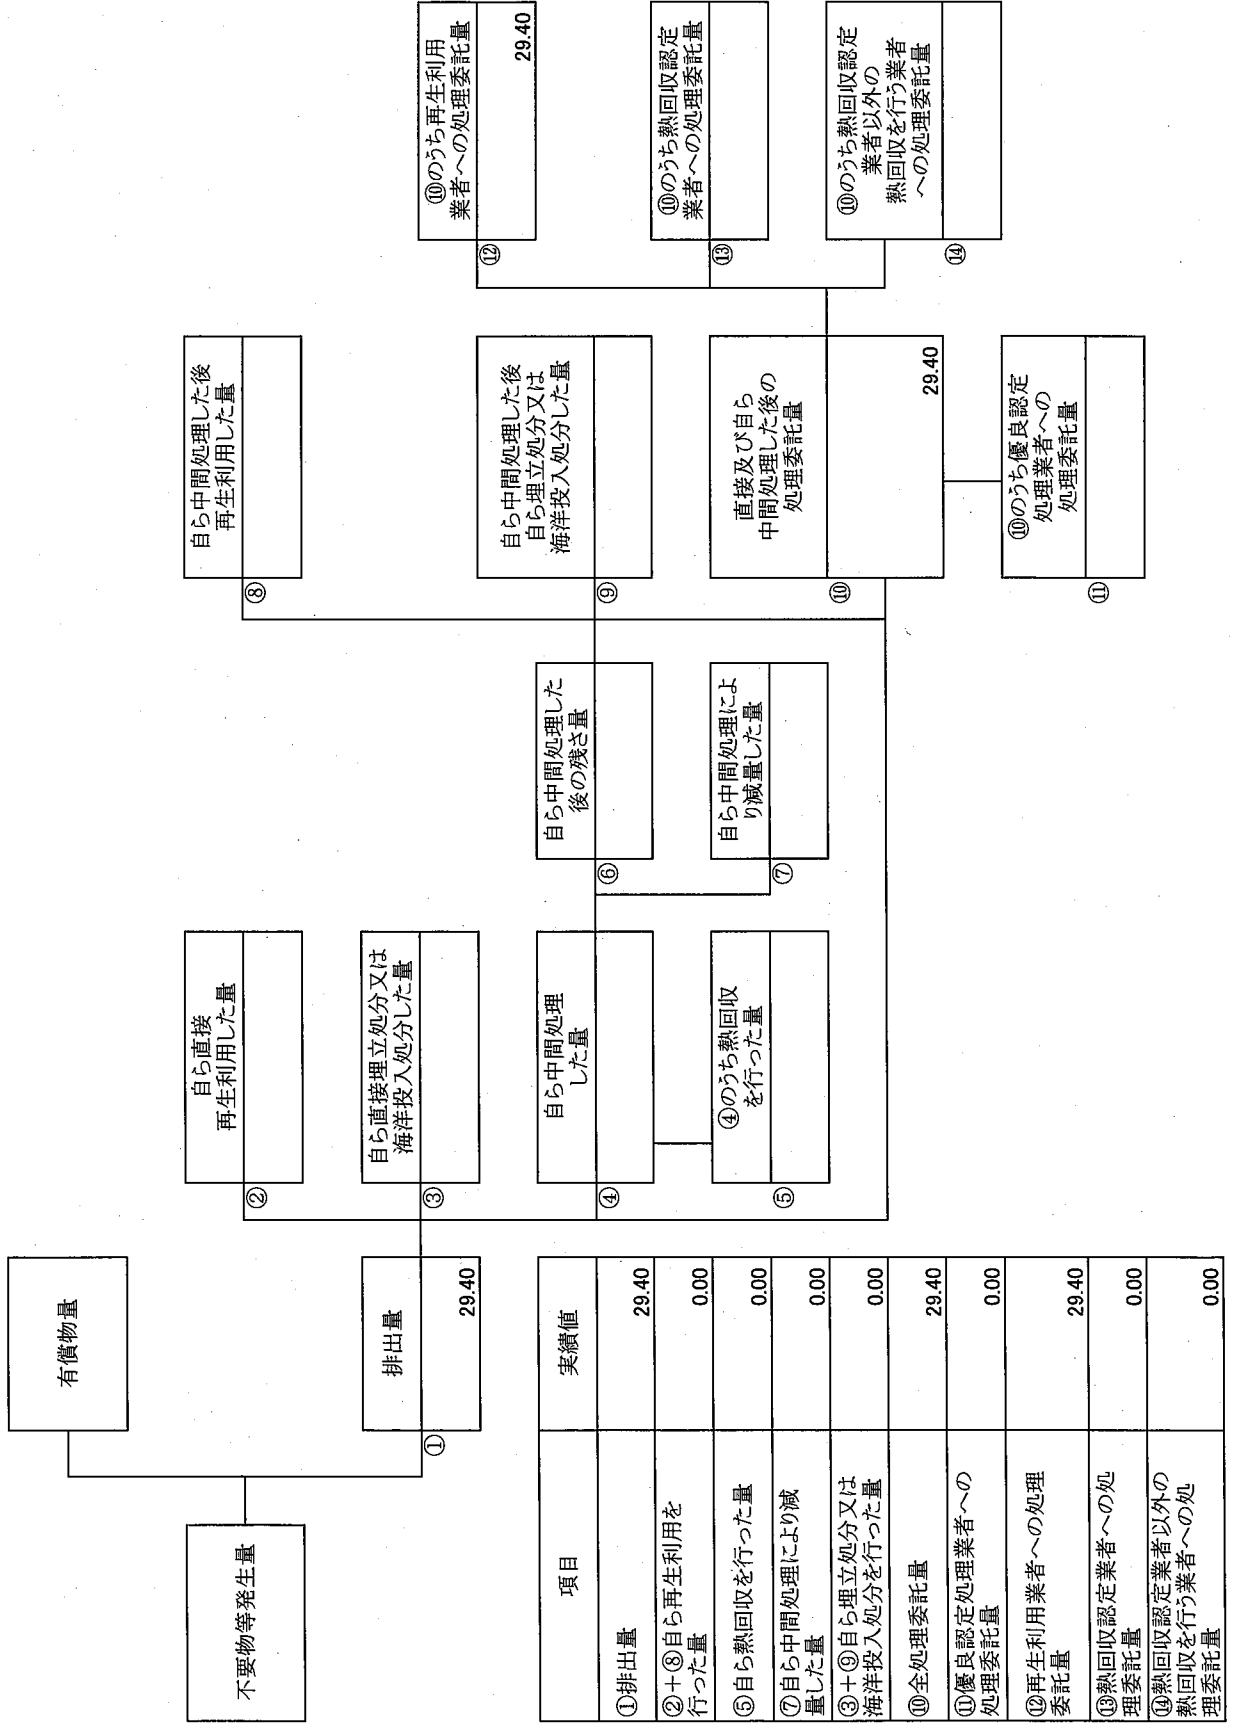 有償物量
不要物等発生量
排出量
①
29.40
自ら直接
再生利用した量
②
自ら直接埋立処分又は
海洋投入処分した量
③
自ら中間処理
した量
④
④のうち熱回収
を行った量
⑤
自ら中間処理した
後の残さ量
⑥
自ら中間処理によ
り減量した量
⑦
自ら中間処理した後
再生利用した量
⑧
自ら中間処理した後
自ら埋立処分又は
海洋投入処分した量
⑨
直接及び自ら
中間処理した後の
処理委託量
⑩
29.40
⑩のうち優良認定
処理業者への
処理委託量
⑪
⑩のうち再生利用
業者への処理委託量
⑫
29.40
⑩のうち熱回収認定
業者への処理委託量
⑬
⑩のうち熱回収認定
業者以外の
熱回収を行う業者
への処理委託量
⑭
項目 実績値
①排出量 29.40
②+⑧自ら再生利用を
行った量 0.00
⑤自ら熱回収を行った量 0.00
⑦自ら中間処理により減
量した量 0.00
③+⑨自ら埋立処分又は
海洋投入処分を行った量 0.00
⑩全処理委託量 29.40
⑪優良認定処理業者への
処理委託量 0.00
⑫再生利用業者への処理
委託量 29.40
⑬熱回収認定業者への処
理委託量 0.00
⑭熱回収認定業者以外の
熱回収を行う業者への処
理委託量 0.00